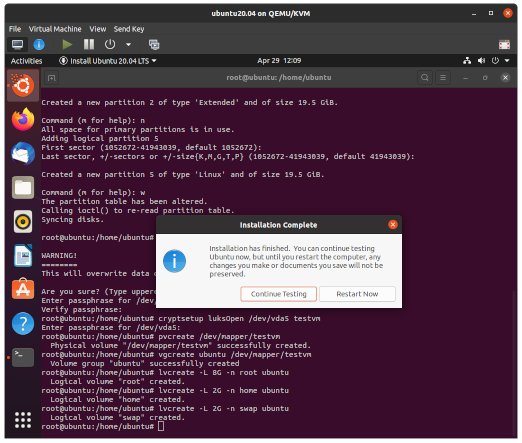 ubuntu20.04 on QEMU/KVM
File Virtual Machine View Send Key
Activities Install Ubuntu 20.04 LTS Apr 29 12:09
root@ubuntu: /home/ubuntu
Created a new partition 2 of type 'Extended' and of size 19.5 GiB.
Command (m for help): n
All space for primary partitions is in use.
Adding logical partition 5
First sector (1052672-41943039, default 1052672):
Last sector, +/-sectors or +/-size{K,M,G,T,P} (1052672-41943039, default 41943039):
Created a new partition 5 of type 'Linux' and of size 19.5 GiB.
Command (m for help): w
The partition table has been altered.
Calling ioctl() to re-read partition table.
Syncing disks.
root@ubuntu:/home/ubuntu#
WARNING!
========
This will overwrite data
Are you sure? (Type upperc
Enter passphrase for /dev/
Verify passphrase:
Installation Complete
Installation has finished. You can continue testing
Ubuntu now, but until you restart the computer, any
changes you make or documents you save will not be
preserved.
Continue Testing Restart Now
root@ubuntu:/home/ubuntu# cryptsetup luksOpen /dev/vda5 testvm
Enter passphrase for /dev/vda5:
root@ubuntu:/home/ubuntu# pvcreate /dev/mapper/testvm
Physical volume "/dev/mapper/testvm" successfully created.
root@ubuntu:/home/ubuntu# vgcreate ubuntu /dev/mapper/testvm
Volume group "ubuntu" successfully created
root@ubuntu:/home/ubuntu# lvcreate -L 8G -n root ubuntu
Logical volume "root" created.
root@ubuntu:/home/ubuntu# lvcreate -L 2G -n home ubuntu
Logical volume "home" created.
root@ubuntu:/home/ubuntu# lvcreate -L 2G -n swap ubuntu
Logical volume "swap" created.
root@ubuntu:/home/ubuntu#